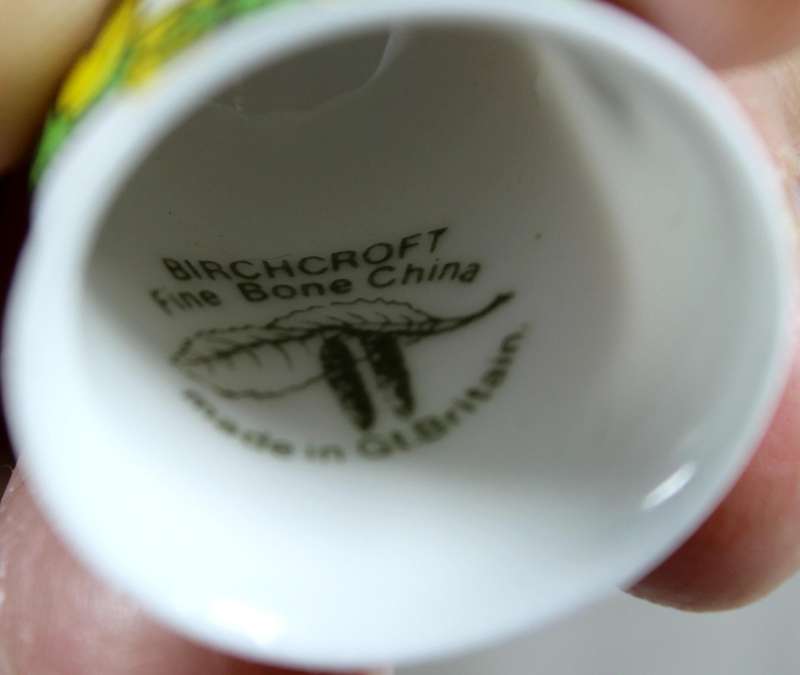 BIRCHCROFT
Fine Bone China
made in Gt.Britain.